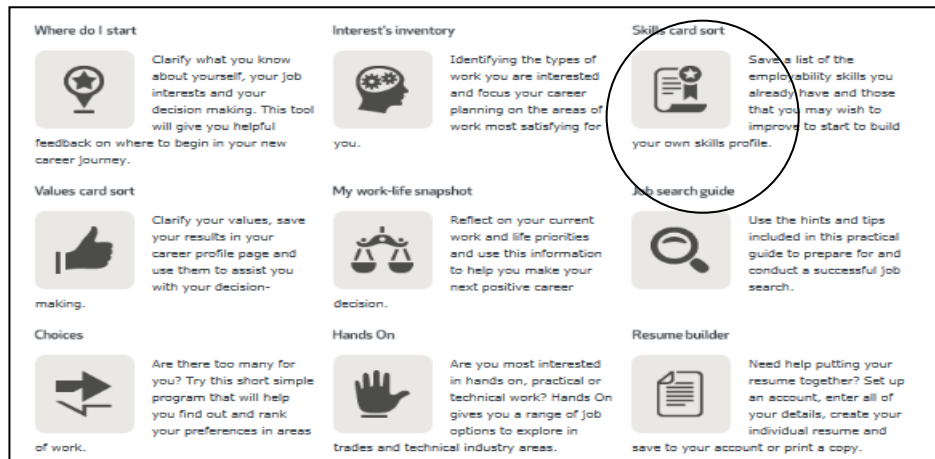 Where do I start
Clarify what you know
about yourself, your job
interests and your
decision making. This tool
will give you helpful
feedback on where to begin in your new
career journey.
Interest's inventory
Identifying the types of
work you are interested
and focus your career
planning on the areas of
work most satisfying for
you.
Skills card sort
Save a list of the
employability skills you
already have and those
that you may wish to
improve to start to build
your own skills profile.
Values card sort
Clarify your values, save
your results in your
career profile page and
use them to assist you
with your decision-
making.
My work-life snapshot
Reflect on your current
work and life priorities
and use this information
to help you make your
next positive career
decision.
Job search guide
Use the hints and tips
included in this practical
guide to prepare for and
conduct a successful job
search.
Choices
Are there too many for
you? Try this short simple
program that will help
you find out and rank
your preferences in areas
of work.
Hands On
Are you most interested
in hands on, practical or
technical work? Hands On
gives you a range of job
options to explore in
trades and technical industry areas.
Resume builder
Need help putting your
resume together? Set up
an account, enter all of
your details, create your
individual resume and
save to your account or print a copy.